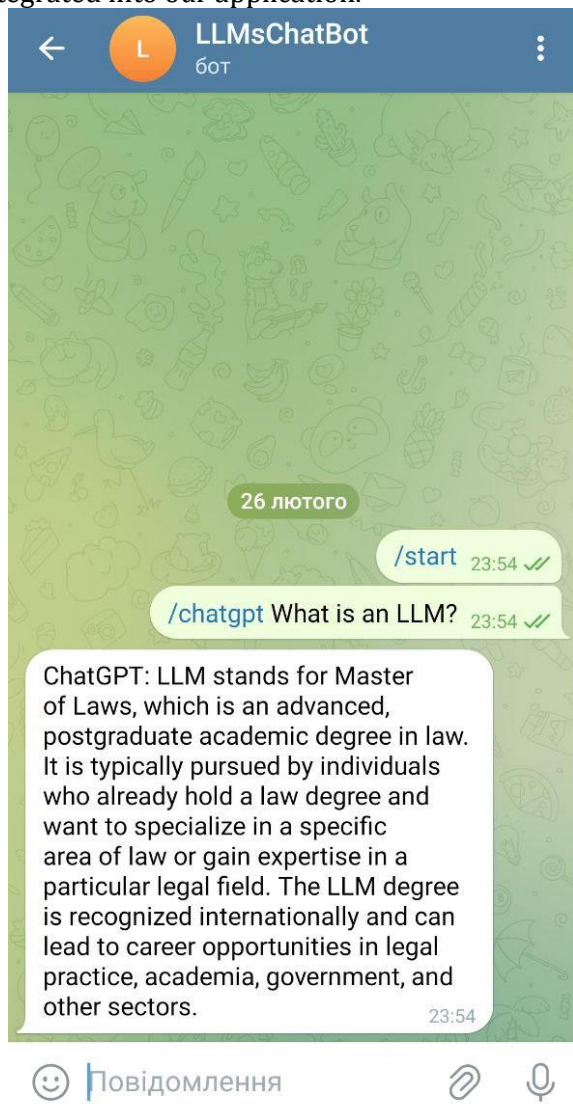 tegrated into our application.
L
LLMsChatBot
бот
26 лютого
/start 23:54
/chatgpt What is an LLM? 23:54
ChatGPT: LLM stands for Master
of Laws, which is an advanced,
postgraduate academic degree in law.
It is typically pursued by individuals
who already hold a law degree and
want to specialize in a specific
area of law or gain expertise in a
particular legal field. The LLM degree
is recognized internationally and can
lead to career opportunities in legal
practice, academia, government, and
other sectors. 23:54
Повідомлення